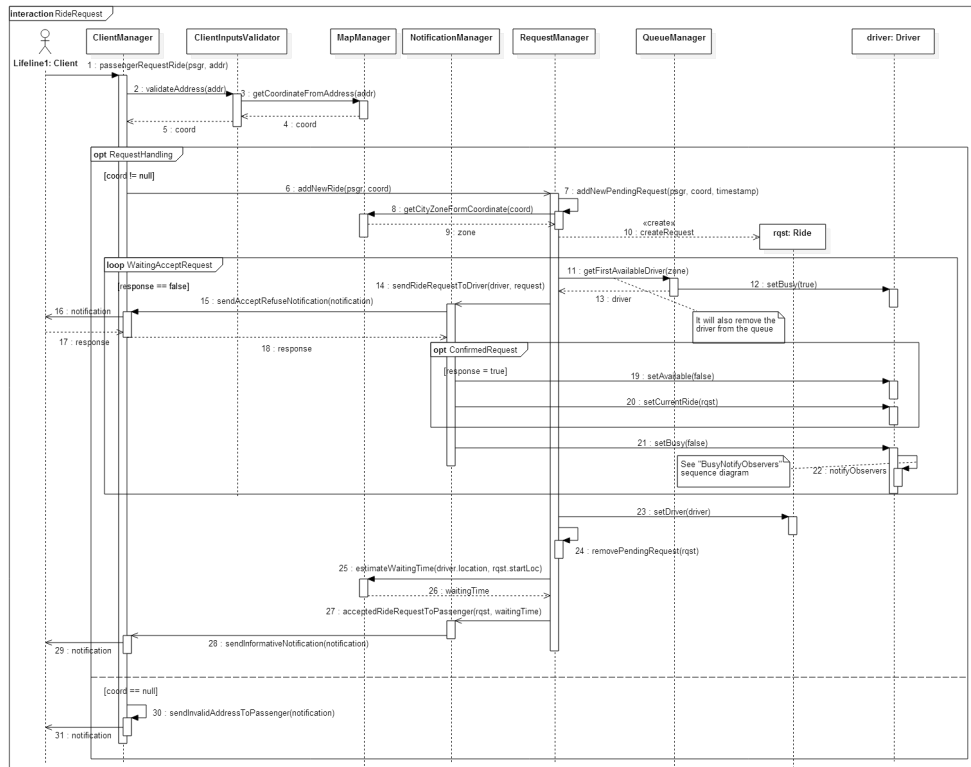 interaction RideRequest
ClientManager
ClientInputsValidator
MapManager
NotificationManager
RequestManager
QueueManager
driver: Driver
Lifeline1: Client
1 : passengerRequestRide(psgr, addr)
2 : validateAddress(addr)
3 : getCoordinateFromAddress(addr)
4 : coord
5 : coord
opt RequestHandling
[coord != null]
6 : addNewRide(psgr, coord)
7 : addNewPendingRequest(psgr, coord, timestamp)
8 : getCityZoneFormCoordinate(coord)
9 : zone
«create»
10 : createRequest
rqst: Ride
loop WaitingAcceptRequest
[response == false]
11 : getFirstAvailableDriver(zone)
12 : setBusy(true)
13 : driver
14 : sendRideRequestToDriver(driver, request)
15 : sendAcceptRefuseNotification(notification)
16 : notification
It will also remove the
driver from the queue
17 : response
18 : response
opt ConfirmedRequest
[response = true]
19 : setAvailable(false)
20 : setCurrentRide(rqst)
21 : setBusy(false)
See "BusyNotifyObservers"
sequence diagram
22 : notifyObservers
23 : setDriver(driver)
24 : removePendingRequest(rqst)
25 : estimateWaitingTime(driver.location, rqst.startLoc)
26 : waitingTime
27 : acceptedRideRequestToPassenger(rqst, waitingTime)
28 : sendInformativeNotification(notification)
29 : notification
[coord == null]
30 : sendInvalidAddressToPassenger(notification)
31 : notification